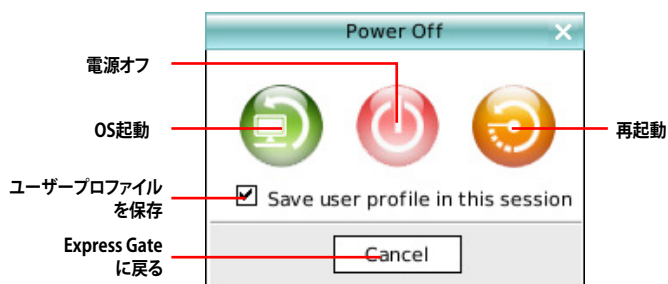 Power Off
電源オフ
OS起動
再起動
ユーザープロファイル
を保存
Save user profile in this session
Express Gate
に戻る
Cancel